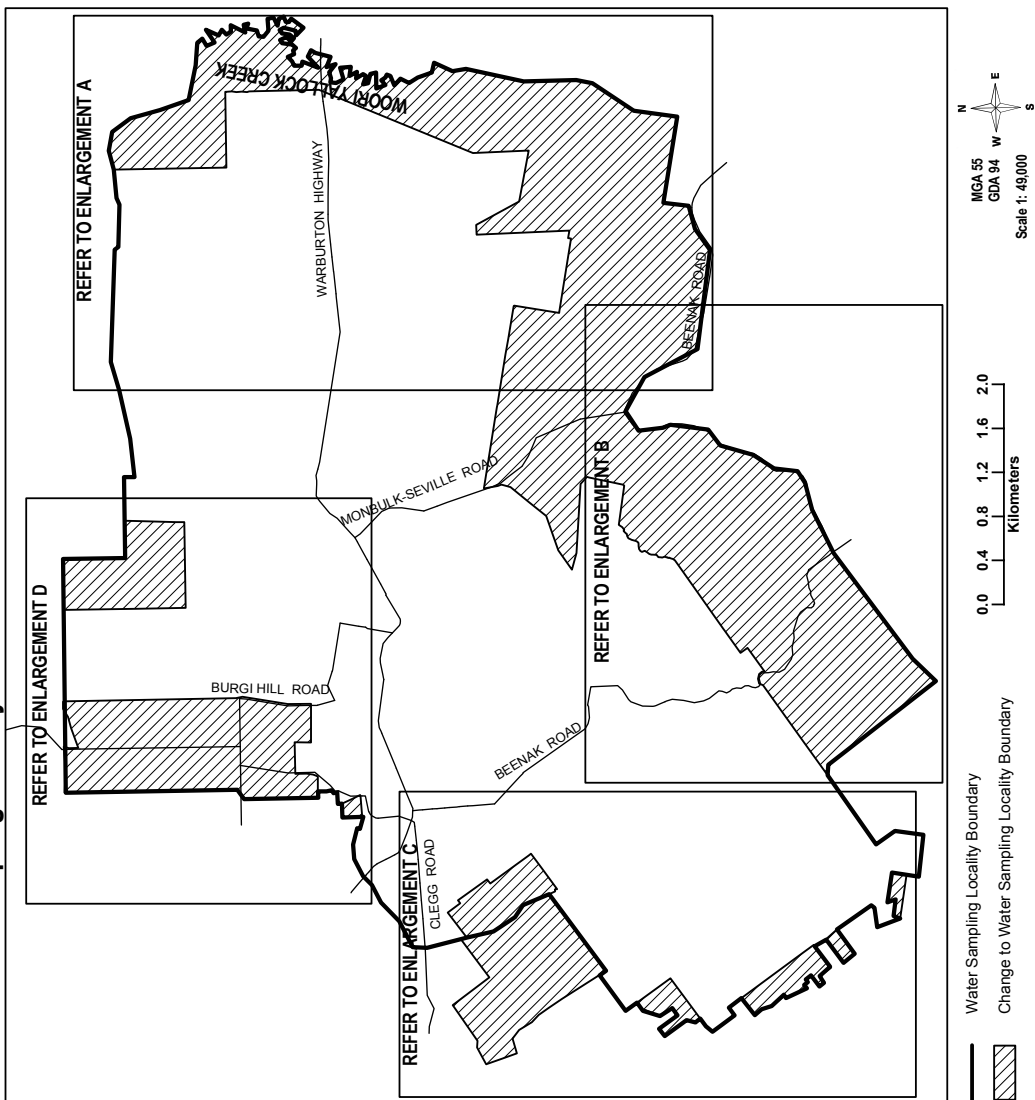 REFER TO ENLARGEMENT A
WOORI YALLOCK CREEK
WARBURTON HIGHWAY
REFER TO ENLARGEMENT D
MONBULK-SEVILLE ROAD
BEENAK ROAD
BURGI HILL ROAD
REFER TO ENLARGEMENT B
BEENAK ROAD
CLEGG ROAD
REFER TO ENLARGEMENT C
Water Sampling Locality Boundary
Change to Water Sampling Locality Boundary
0.0 0.4 0.8 1.2 1.6 2.0
Kilometers
MGA 55
GDA 94
Scale 1: 49,000
N
W E
S